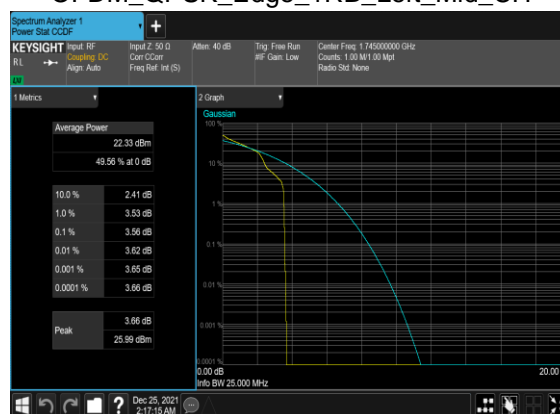 Spectrum Analyzer 1
Power Stat CCDF
+
KEYSIGHT
RL
Input: RF
Coupling: DC
Align: Auto
Input Z: 50 Ω
Corr CCorr
Freq Ref: Int (S)
Atten: 40 dB
Trig: Free Run
#IF Gain: Low
Center Freq: 1.745000000 GHz
Counts: 1.00 M/1.00 Mpt
Radio Std: None
1 Metrics
Average Power
22.33 dBm
49.56 % at 0 dB
10.0 % 2.41 dB
1.0 % 3.53 dB
0.1 % 3.56 dB
0.01 % 3.62 dB
0.001 % 3.65 dB
0.0001 % 3.66 dB
Peak 3.66 dB
25.99 dBm
2 Graph
Gaussian
100 %
10 %
1 %
0.1 %
0.01 %
0.001 %
0.0001 %
0.00 dB 20.00
Info BW 25.000 MHz
?
Dec 25, 2021
2:17:15 AM